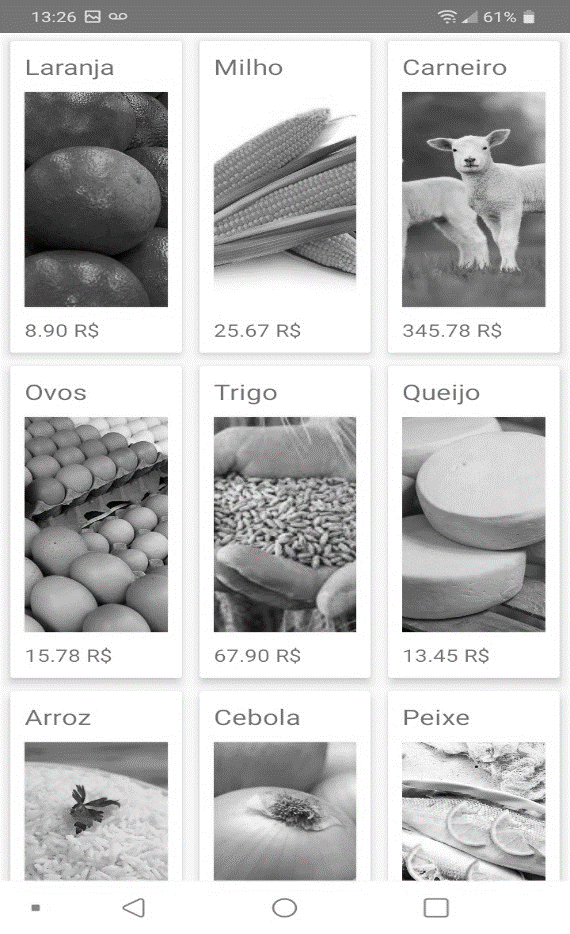 13:26 61%
Laranja Milho Carneiro
8.90 R$ 25.67 R$ 345.78 R$
Ovos Trigo Queijo
15.78 R$ 67.90 R$ 13.45 R$
Arroz Cebola Peixe